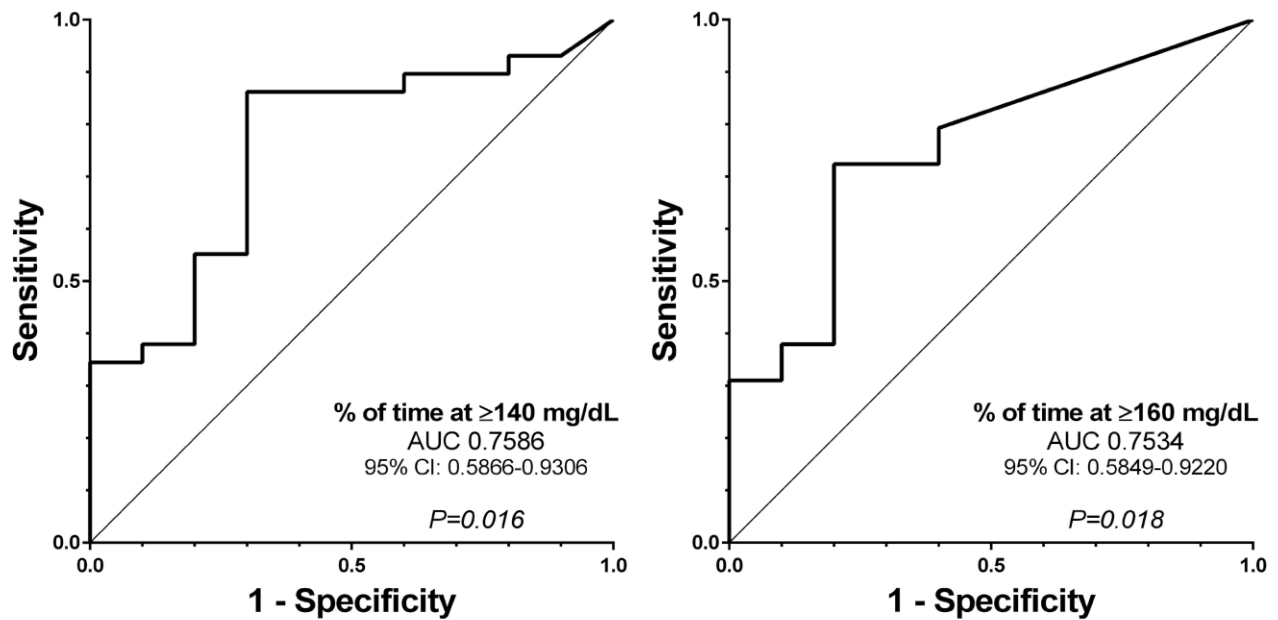 1.0
0.5
0.0
0.0
0.5
1.0
Sensitivity
1 - Specificity
% of time at ≥140 mg/dL
AUC 0.7586
95% CI: 0.5866-0.9306
P=0.016
1.0
0.5
0.0
0.0
0.5
1.0
Sensitivity
1 - Specificity
% of time at ≥160 mg/dL
AUC 0.7534
95% CI: 0.5849-0.9220
P=0.018